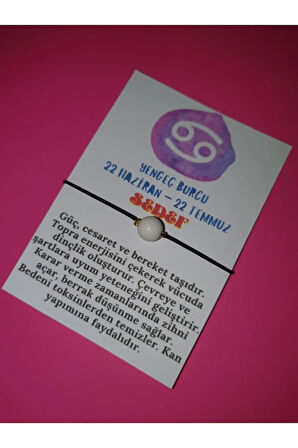 YENGEÇ BURCU
22 HAZİRAN – 22 TEMMUZ
SEDEF
Güç, cesaret ve bereket taşıdır.
Topra enerjisini çekerek vücuda
dinçlik oluşturur. Çevreye ve
şartlara uyum yeteneğini geliştirir.
Karar verme zamanlarında zihni
açar, berrak düşünme sağlar.
Bedeni toksinlerden temizler. Kan
yapımına faydalıdır.